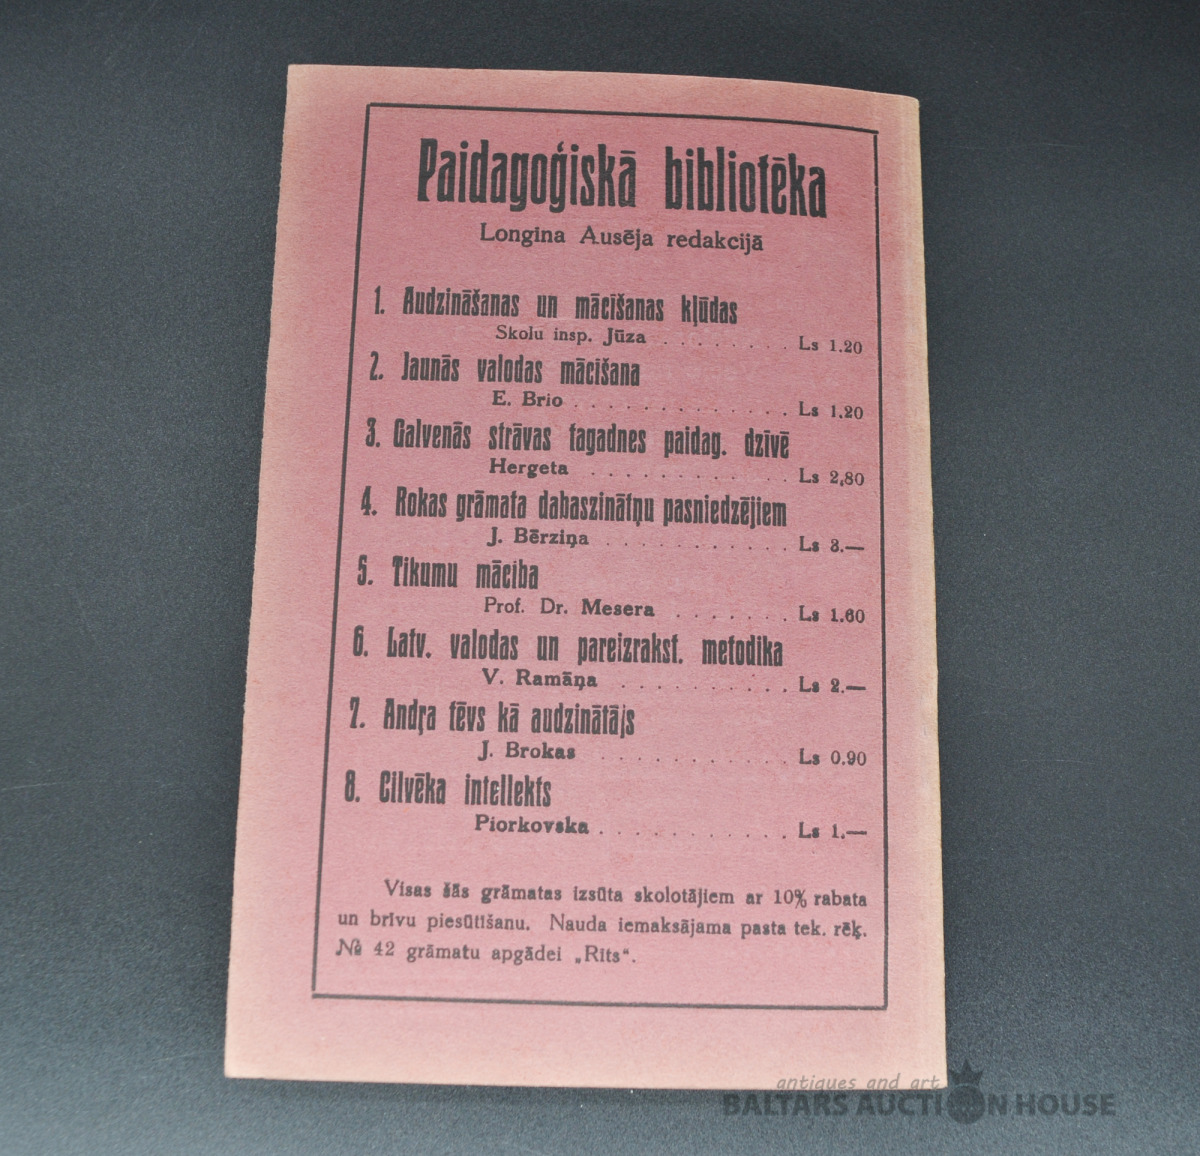 Paidagoģiskā bibliotēka
Longina Ausēja redakcijā
1. Audzināšanas un mācīšanas kļūdas
Skolu insp. Jūza . . . . . . . . Ls 1.20
2. Jaunās valodas mācīšana
E. Brio . . . . . . . . . . . . . Ls 1.20
3. Galvenās strāvas tagadnes paidag. dzīvē
Hergeta . . . . . . . . . . . Ls 2,80
4. Rokas grāmata dabaszinātņu pasniedzējiem
J. Bērziņa . . . . . . . . . . . Ls 3.—
5. Tikumu mācība
Prof. Dr. Mesera . . . . . . . Ls 1.60
6. Latv. valodas un pareizrakst. metodika
V. Ramāņa . . . . . . . . . . Ls 2.—
7. Andŗa tēvs kā audzinātājs
J. Brokas . . . . . . . . . . . Ls 0.90
8. Cilvēka intellekts
Piorkovska . . . . . . . . . . . Ls 1.—
Visas šās grāmatas izsūta skolotājiem ar 10% rabata
un brīvu piesūtīšanu. Nauda iemaksājama pasta tek. rēķ.
№ 42 grāmatu apgādei „Rīts“.
antiques and art
BALTARS AUCTION HOUSE